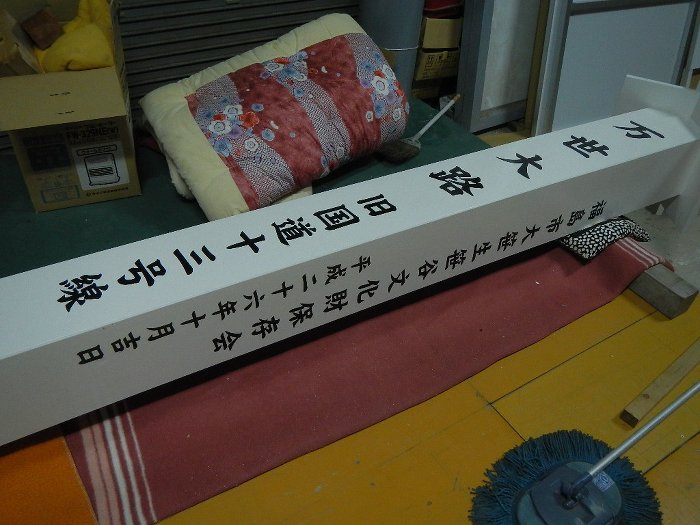 万世大路 旧国道十三号線
福島市大笹生笹谷文化財保存会
平成二十六年十月吉日